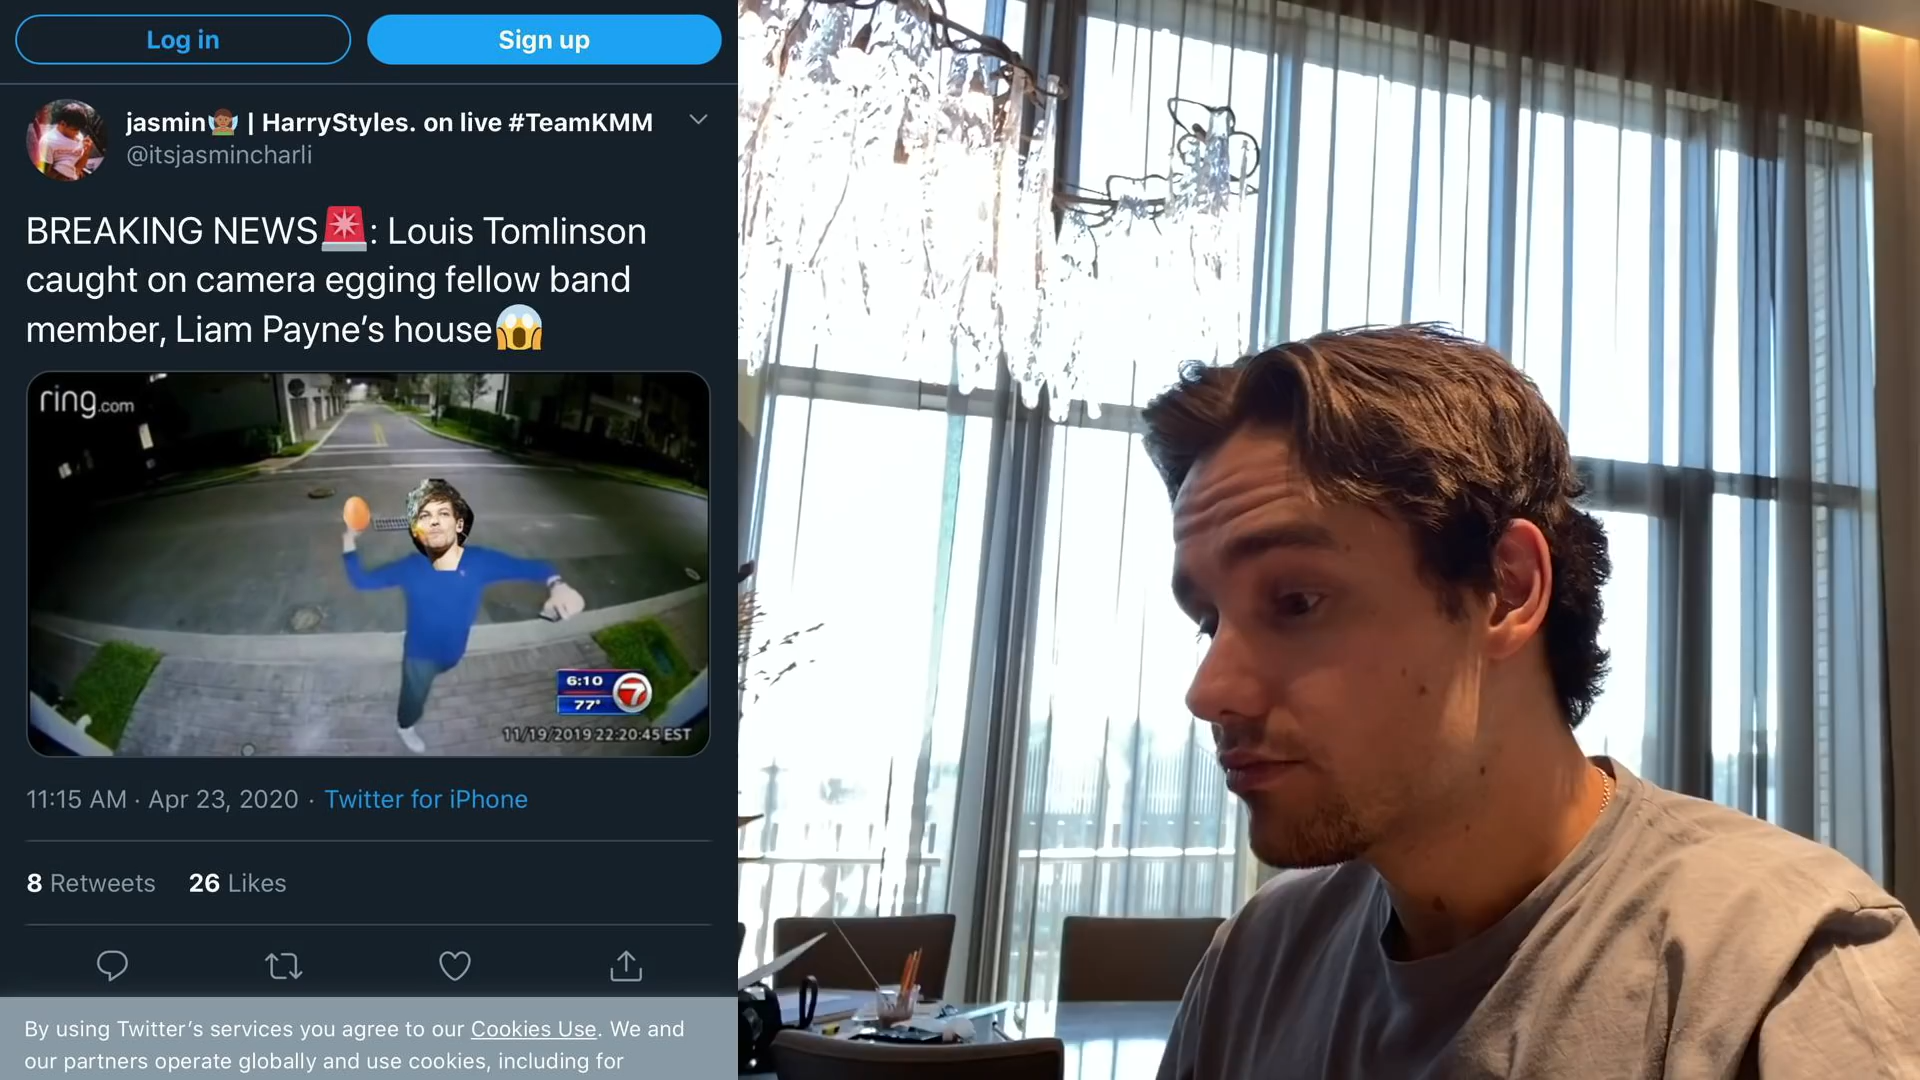 Log in
Sign up
jasmin🧚🏾 | HarryStyles. on live #TeamKMM
@itsjasmincharli
BREAKING NEWS🚨: Louis Tomlinson
caught on camera egging fellow band
member, Liam Payne’s house😱
ring.com
6:10
77°
7
11/19/2019 22:20:45 EST
11:15 AM · Apr 23, 2020 · Twitter for iPhone
8 Retweets 26 Likes
By using Twitter’s services you agree to our Cookies Use. We and
our partners operate globally and use cookies, including for